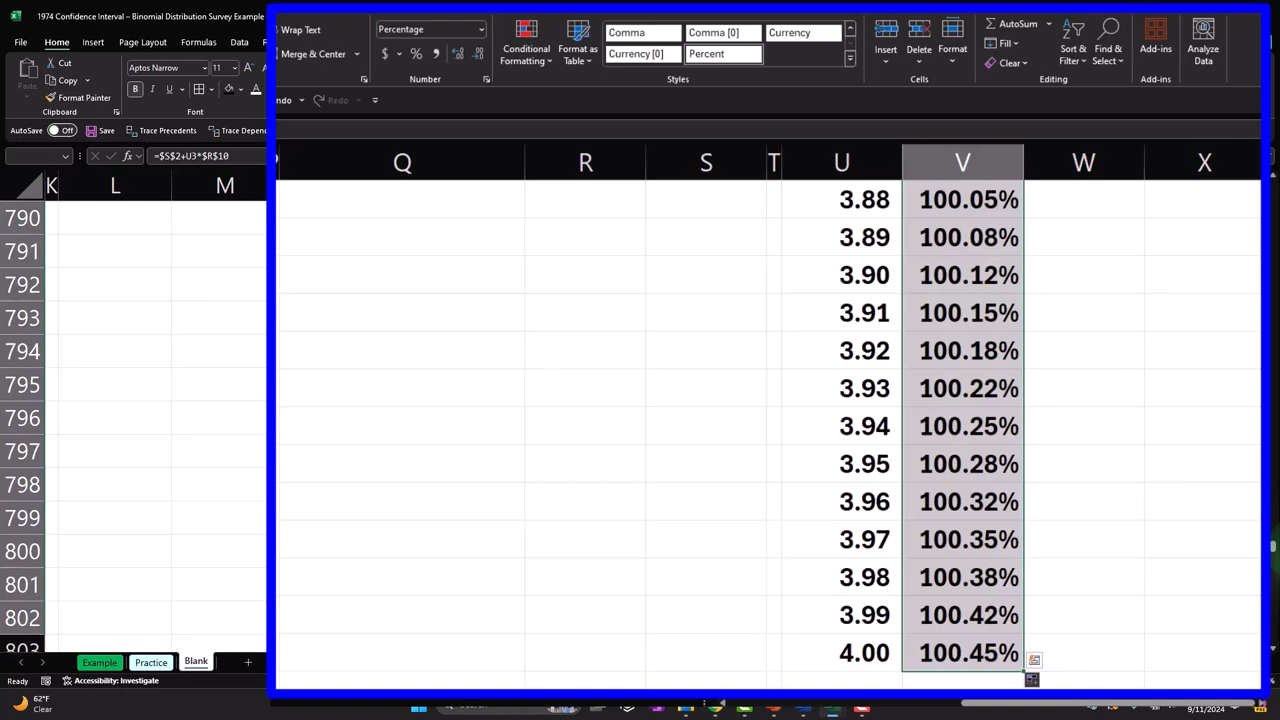 1974 Confidence Interval – Binomial Distribution Survey Example
File Home Insert Page Layout Formulas Data
Cut
Copy
Format Painter
Paste
Clipboard
Aptos Narrow 11
B I U
Font
Wrap Text
Merge & Center
Percentage
$ % ,
Number
Conditional Formatting
Format as Table
Comma Comma [0] Currency
Currency [0] Percent
Styles
Insert Delete Format
Cells
AutoSum
Fill
Clear
Sort & Filter
Find & Select
Editing
Add-ins
Add-ins
Analyze Data
AutoSave Off Save Trace Precedents Trace Depend
ndo Redo
fx =$S$2+U3*$R$10
K L M Q R S T U V W X
790 3.88 100.05%
791 3.89 100.08%
792 3.90 100.12%
793 3.91 100.15%
794 3.92 100.18%
795 3.93 100.22%
796 3.94 100.25%
797 3.95 100.28%
798 3.96 100.32%
799 3.97 100.35%
800 3.98 100.38%
801 3.99 100.42%
802 4.00 100.45%
803
Example Practice Blank +
Ready Accessibility: Investigate
62°F
Clear
9/11/2024